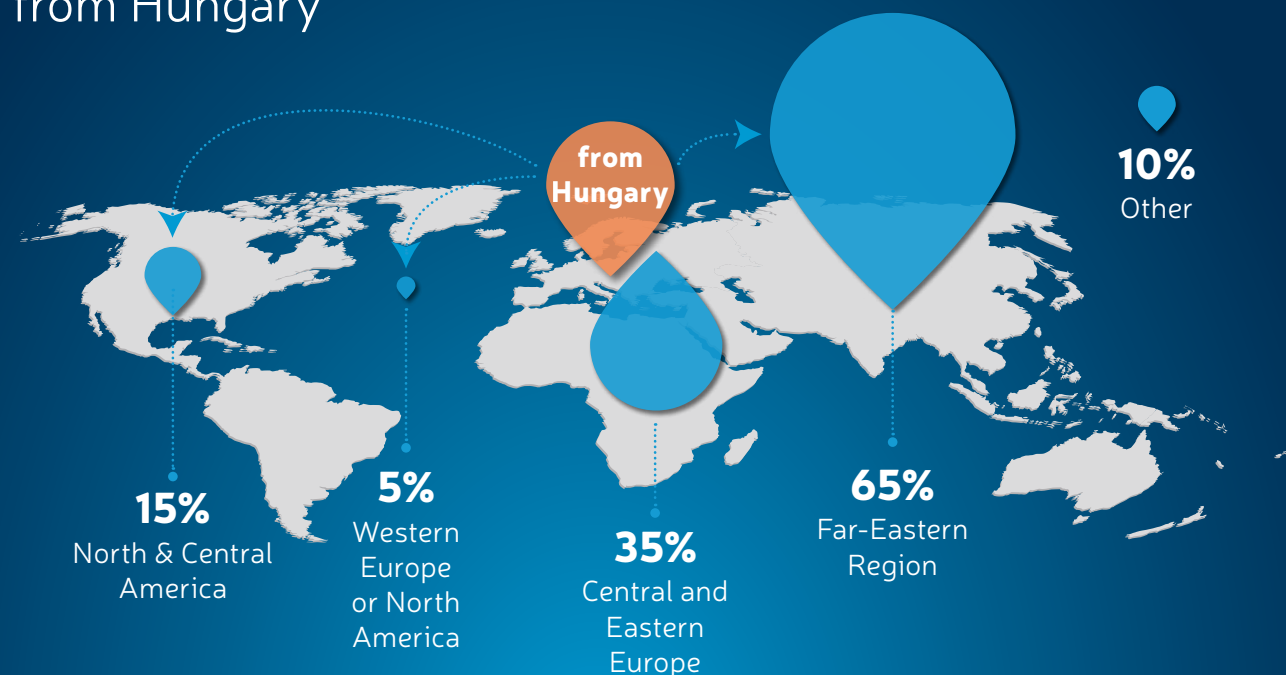 from Hungary
from
Hungary
10%
Other
15%
North & Central
America
5%
Western
Europe
or North
America
35%
Central and
Eastern
Europe
65%
Far-Eastern
Region